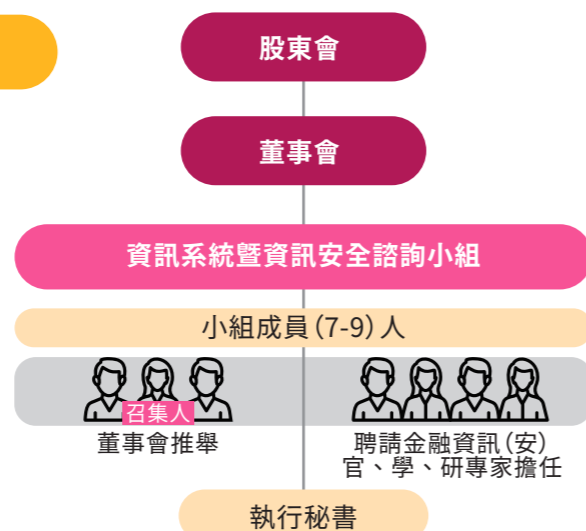 股東會
董事會
資訊系統暨資訊安全諮詢小組
小組成員(7-9)人
召集人
董事會推舉
聘請金融資訊(安)
官、學、研專家擔任
執行秘書